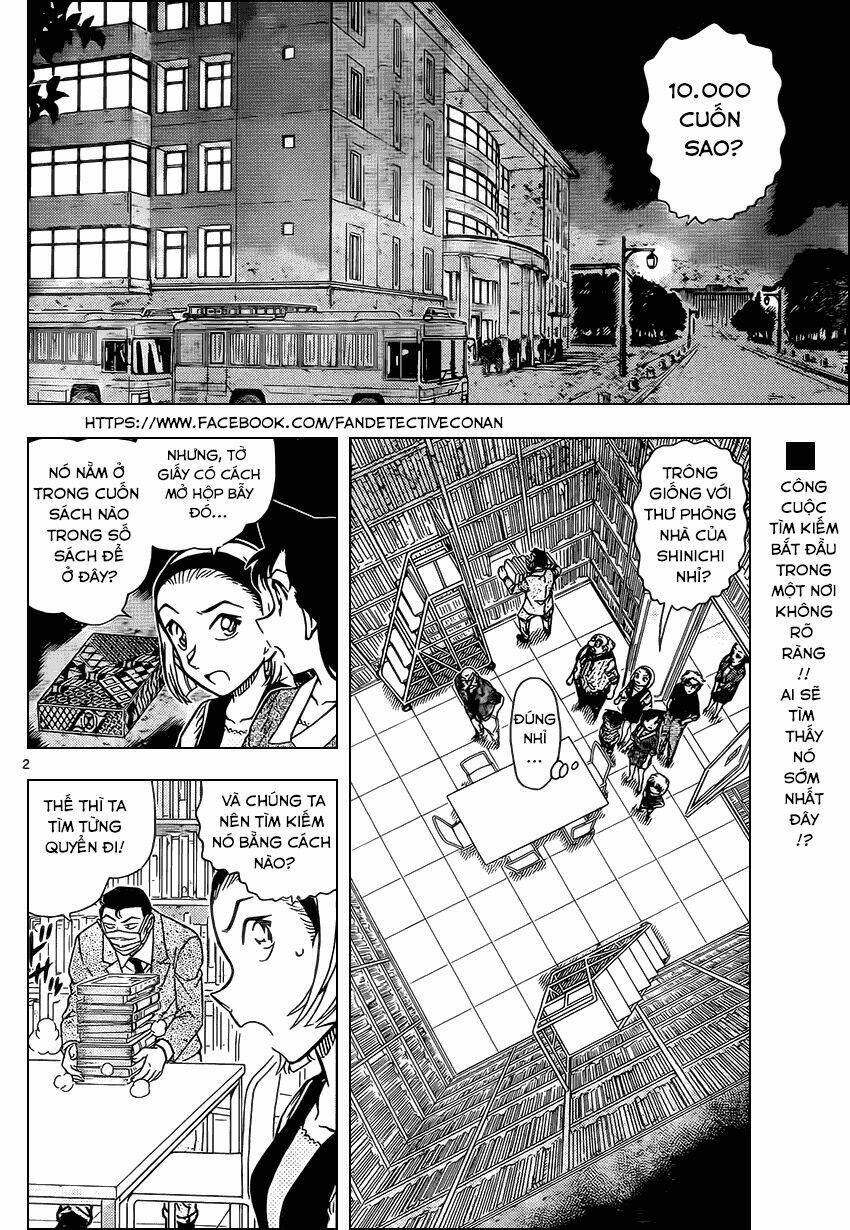 10.000
CUỐN
SAO?
HTTPS://WWW.FACEBOOK.COM/FANDETECTIVECONAN
CÔNG
CUỘC
TÌM KIẾM
BẮT ĐẦU
TRONG
MỘT NƠI
KHÔNG
RÕ
RÀNG
!!
AI SẼ
TÌM
THẤY
NÓ
SỚM
NHẤT
ĐÂY
!?
TRÔNG
GIỐNG VỚI
THƯ PHÒNG
NHÀ CỦA
SHINICHI
NHỈ?
ĐÚNG
NHỈ
...
NHƯNG, TỜ
GIẤY CÓ CÁCH
MỞ HỘP BẪY
ĐÓ...
NÓ NẰM Ở
TRONG CUỐN
SÁCH NÀO
TRONG SỐ
SÁCH ĐỂ
Ở ĐÂY?
2
VÀ CHÚNG TA
NÊN TÌM KIẾM
NÓ BẰNG CÁCH
NÀO?
THẾ THÌ TA
TÌM TỪNG
QUYỂN ĐI!